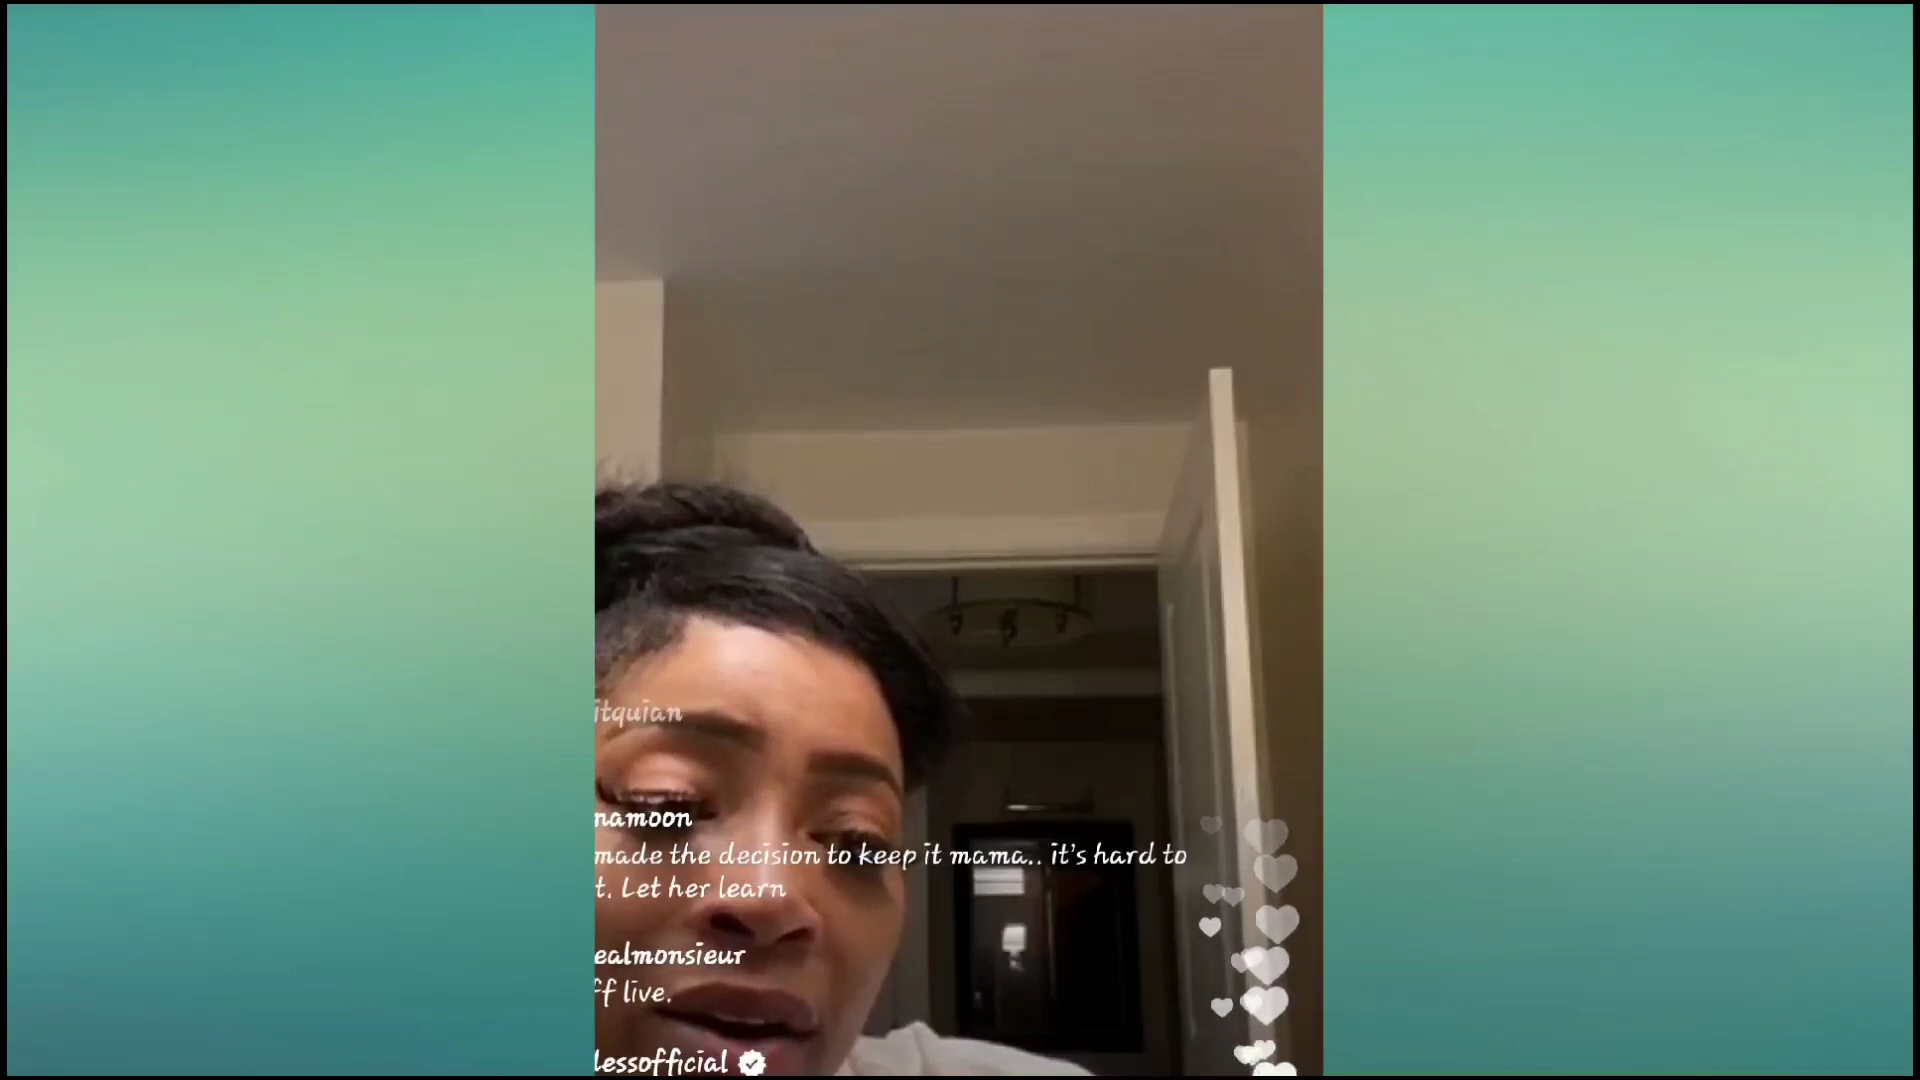 itquian
namoon
made the decision to keep it mama.. it's hard to
t. Let her learn
ealmonsieur
ff live.
lessofficial